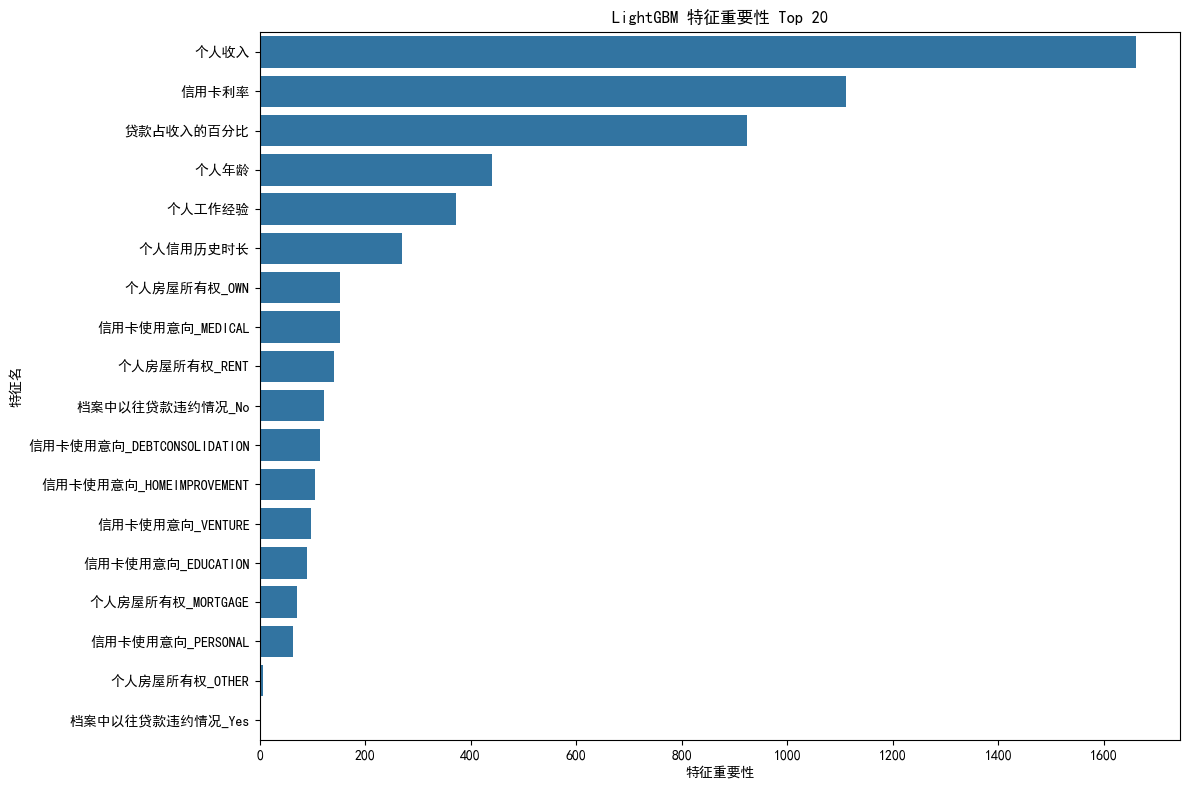 LightGBM 特征重要性 Top 20
特征名
个人收入
信用卡利率
贷款占收入的百分比
个人年龄
个人工作经验
个人信用历史时长
个人房屋所有权_OWN
信用卡使用意向_MEDICAL
个人房屋所有权_RENT
档案中以往贷款违约情况_No
信用卡使用意向_DEBTCONSOLIDATION
信用卡使用意向_HOMEIMPROVEMENT
信用卡使用意向_VENTURE
信用卡使用意向_EDUCATION
个人房屋所有权_MORTGAGE
信用卡使用意向_PERSONAL
个人房屋所有权_OTHER
档案中以往贷款违约情况_Yes
0 200 400 600 800 1000 1200 1400 1600
特征重要性